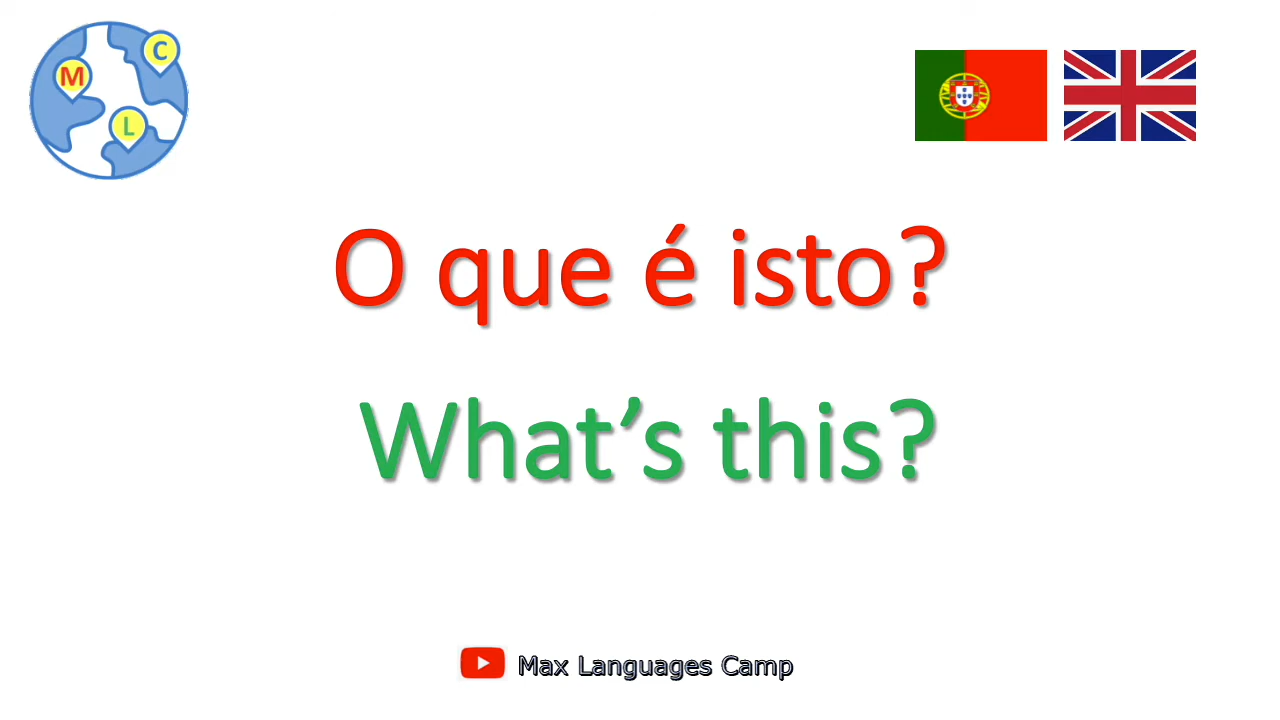 M
C
L
O que é isto?
What’s this?
Max Languages Camp